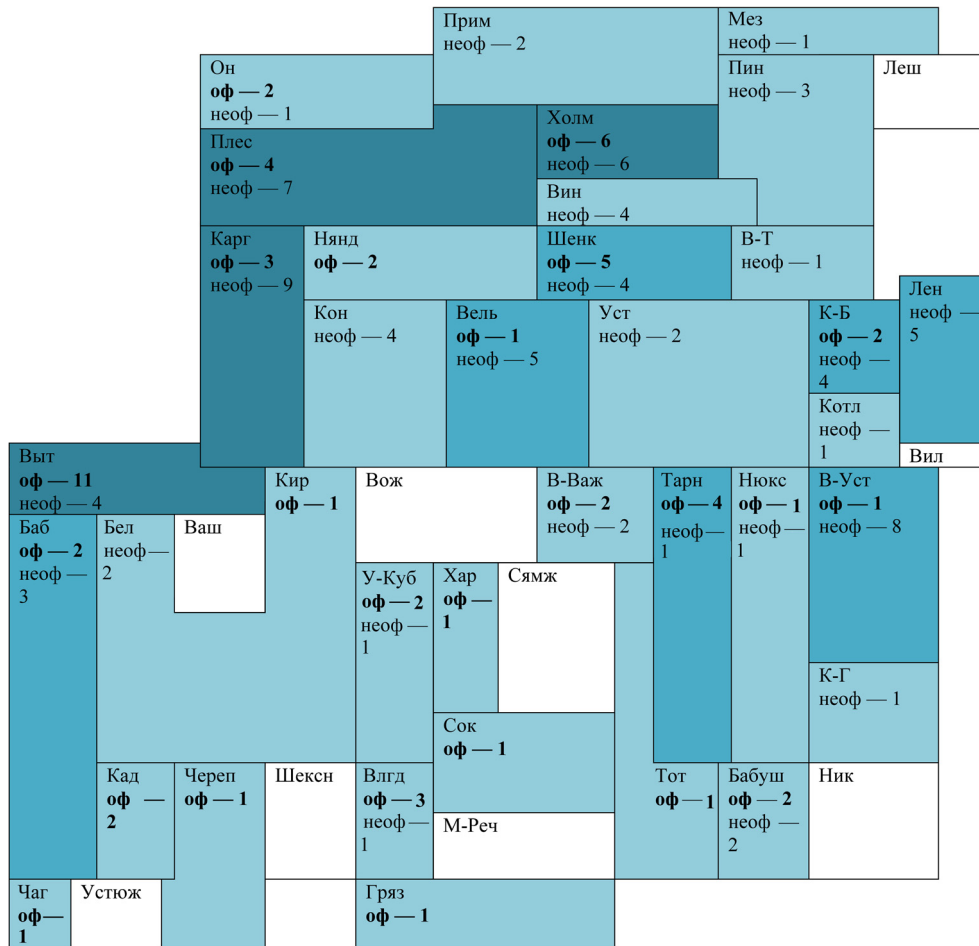 Прим
неоф — 2
Мез
неоф — 1
Он
оф — 2
неоф — 1
Пин
неоф — 3
Леш
Плес
оф — 4
неоф — 7
Холм
оф — 6
неоф — 6
Вин
неоф — 4
Карг
оф — 3
неоф — 9
Нянд
оф — 2
Шенк
оф — 5
неоф — 4
В-Т
неоф — 1
Лен
неоф —
5
Кон
неоф — 4
Вель
оф — 1
неоф — 5
Уст
неоф — 2
К-Б
оф — 2
неоф —
4
Котл
неоф —
1
Вил
Выт
оф — 11
неоф — 4
Кир
оф — 1
Вож
В-Важ
оф — 2
неоф — 2
Тарн
оф — 4
неоф —
1
Нюкс
оф — 1
неоф —
1
В-Уст
оф — 1
неоф — 8
Баб
оф — 2
неоф —
3
Бел
неоф —
2
Ваш
У-Куб
оф — 2
неоф —
1
Хар
оф —
1
Сямж
К-Г
неоф — 1
Сок
оф — 1
Кад
оф —
2
Череп
оф — 1
Шексн
Влгд
оф — 3
неоф —
1
М-Реч
Тот
оф — 1
Бабуш
оф — 2
неоф —
2
Ник
Чаг
оф —
1
Устюж
Гряз
оф — 1